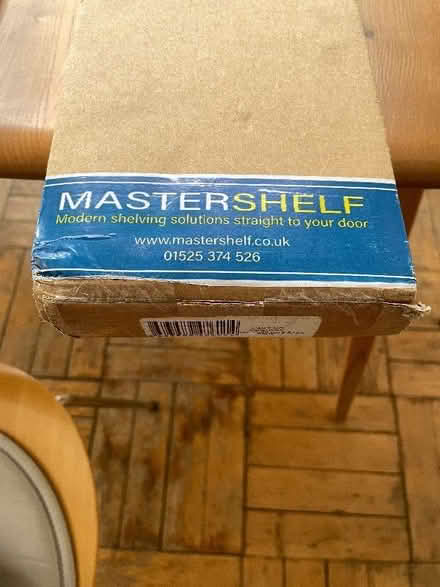 MASTERSHELF
Modern shelving solutions straight to your door
www.mastershelf.co.uk
01525 374 526